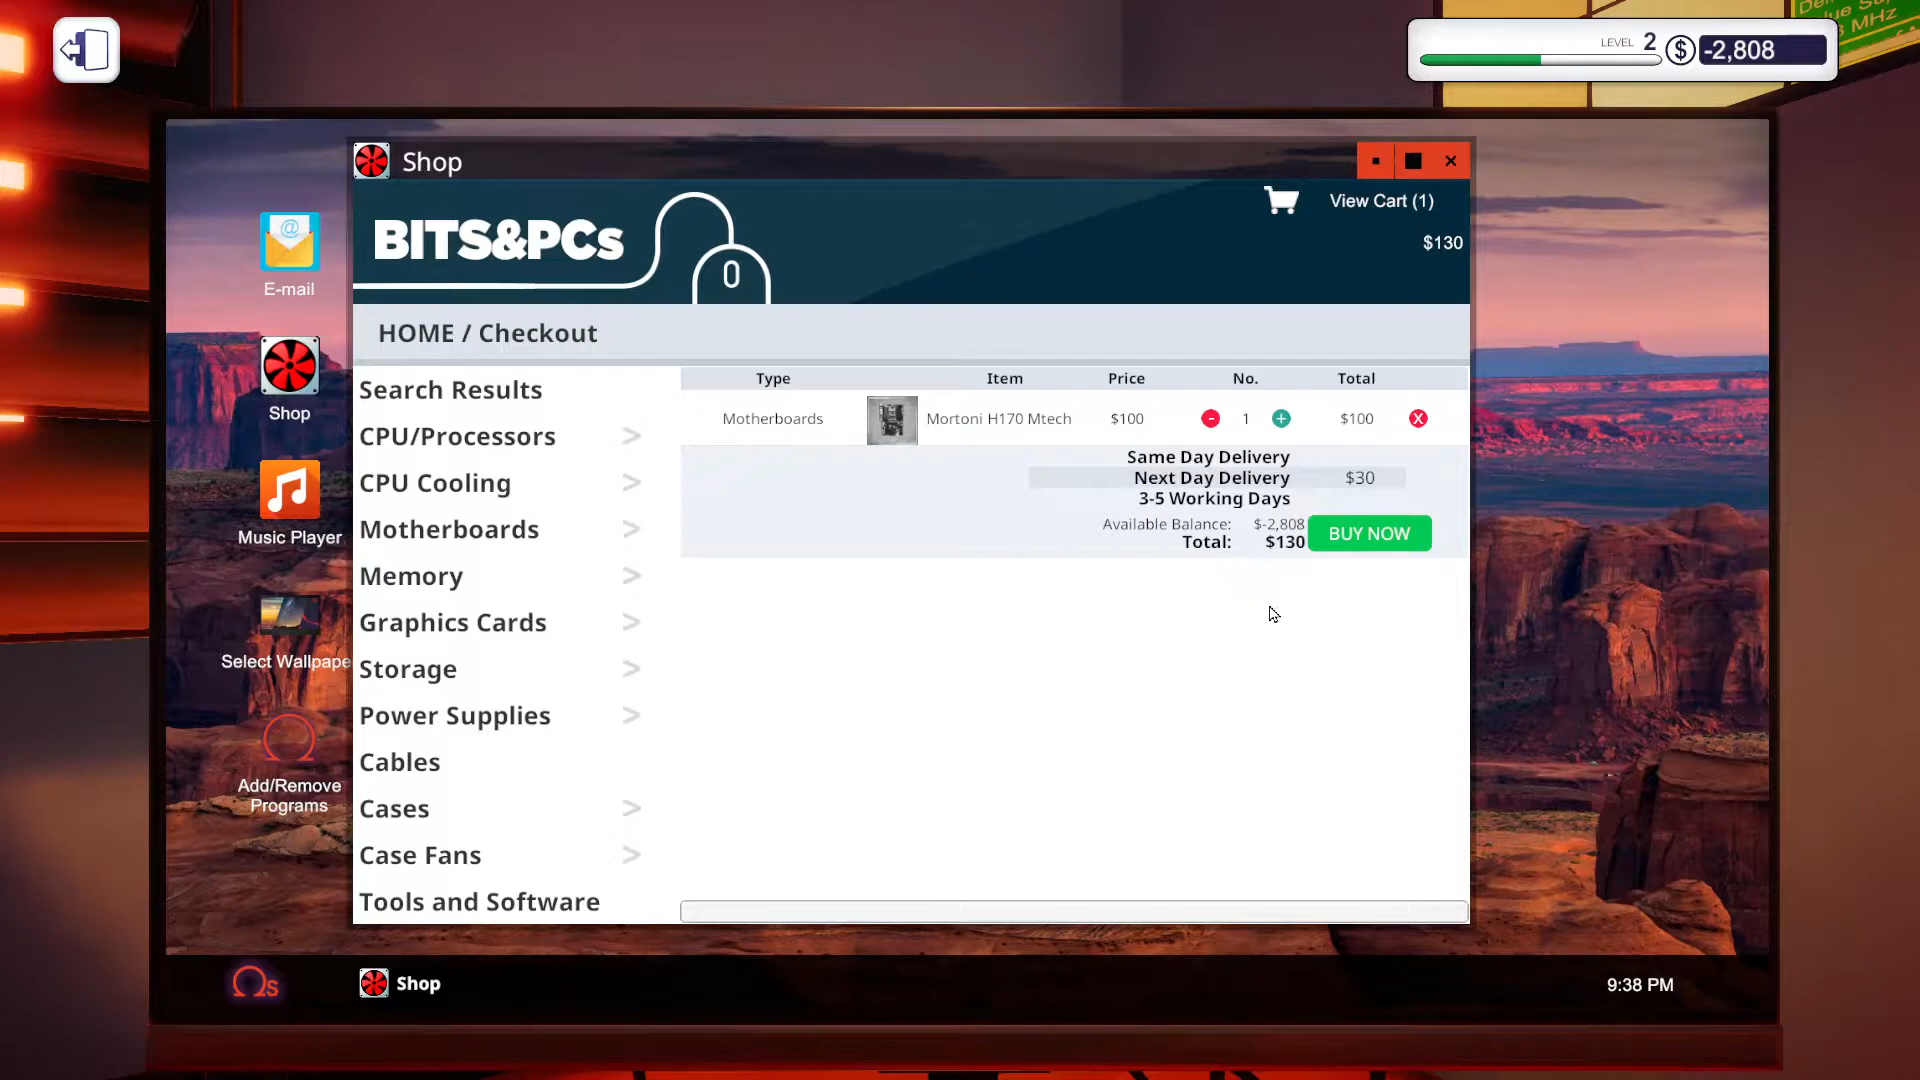 LEVEL 2
$ -2,808
MHz
Shop
View Cart (1)
BITS&PCs
$130
HOME / Checkout
E-mail
Shop
Music Player
Select Wallpape
Add/Remove
Programs
Search Results
CPU/Processors >
CPU Cooling >
Motherboards >
Memory >
Graphics Cards >
Storage >
Power Supplies >
Cables
Cases >
Case Fans >
Tools and Software
Type Item Price No. Total
Motherboards Mortoni H170 Mtech $100 - 1 + $100 X
Same Day Delivery
Next Day Delivery $30
3-5 Working Days
Available Balance: $-2,808
Total: $130
BUY NOW
Ωs
Shop
9:38 PM